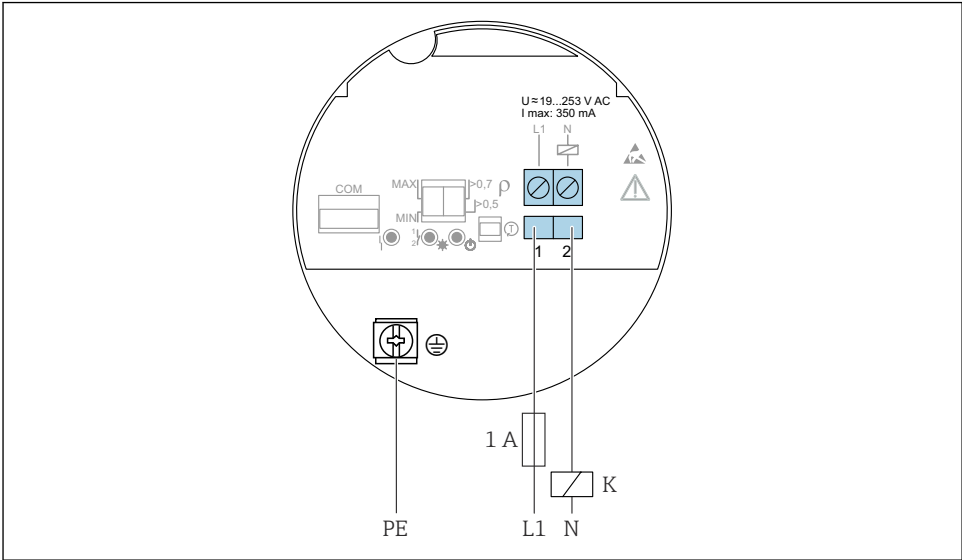 U ≂ 19...253 V AC
I max: 350 mA
L1 N
COM
MAX >0,7 ρ
>0,5
MIN
1
2
T
1 2
1 A
K
PE L1 N